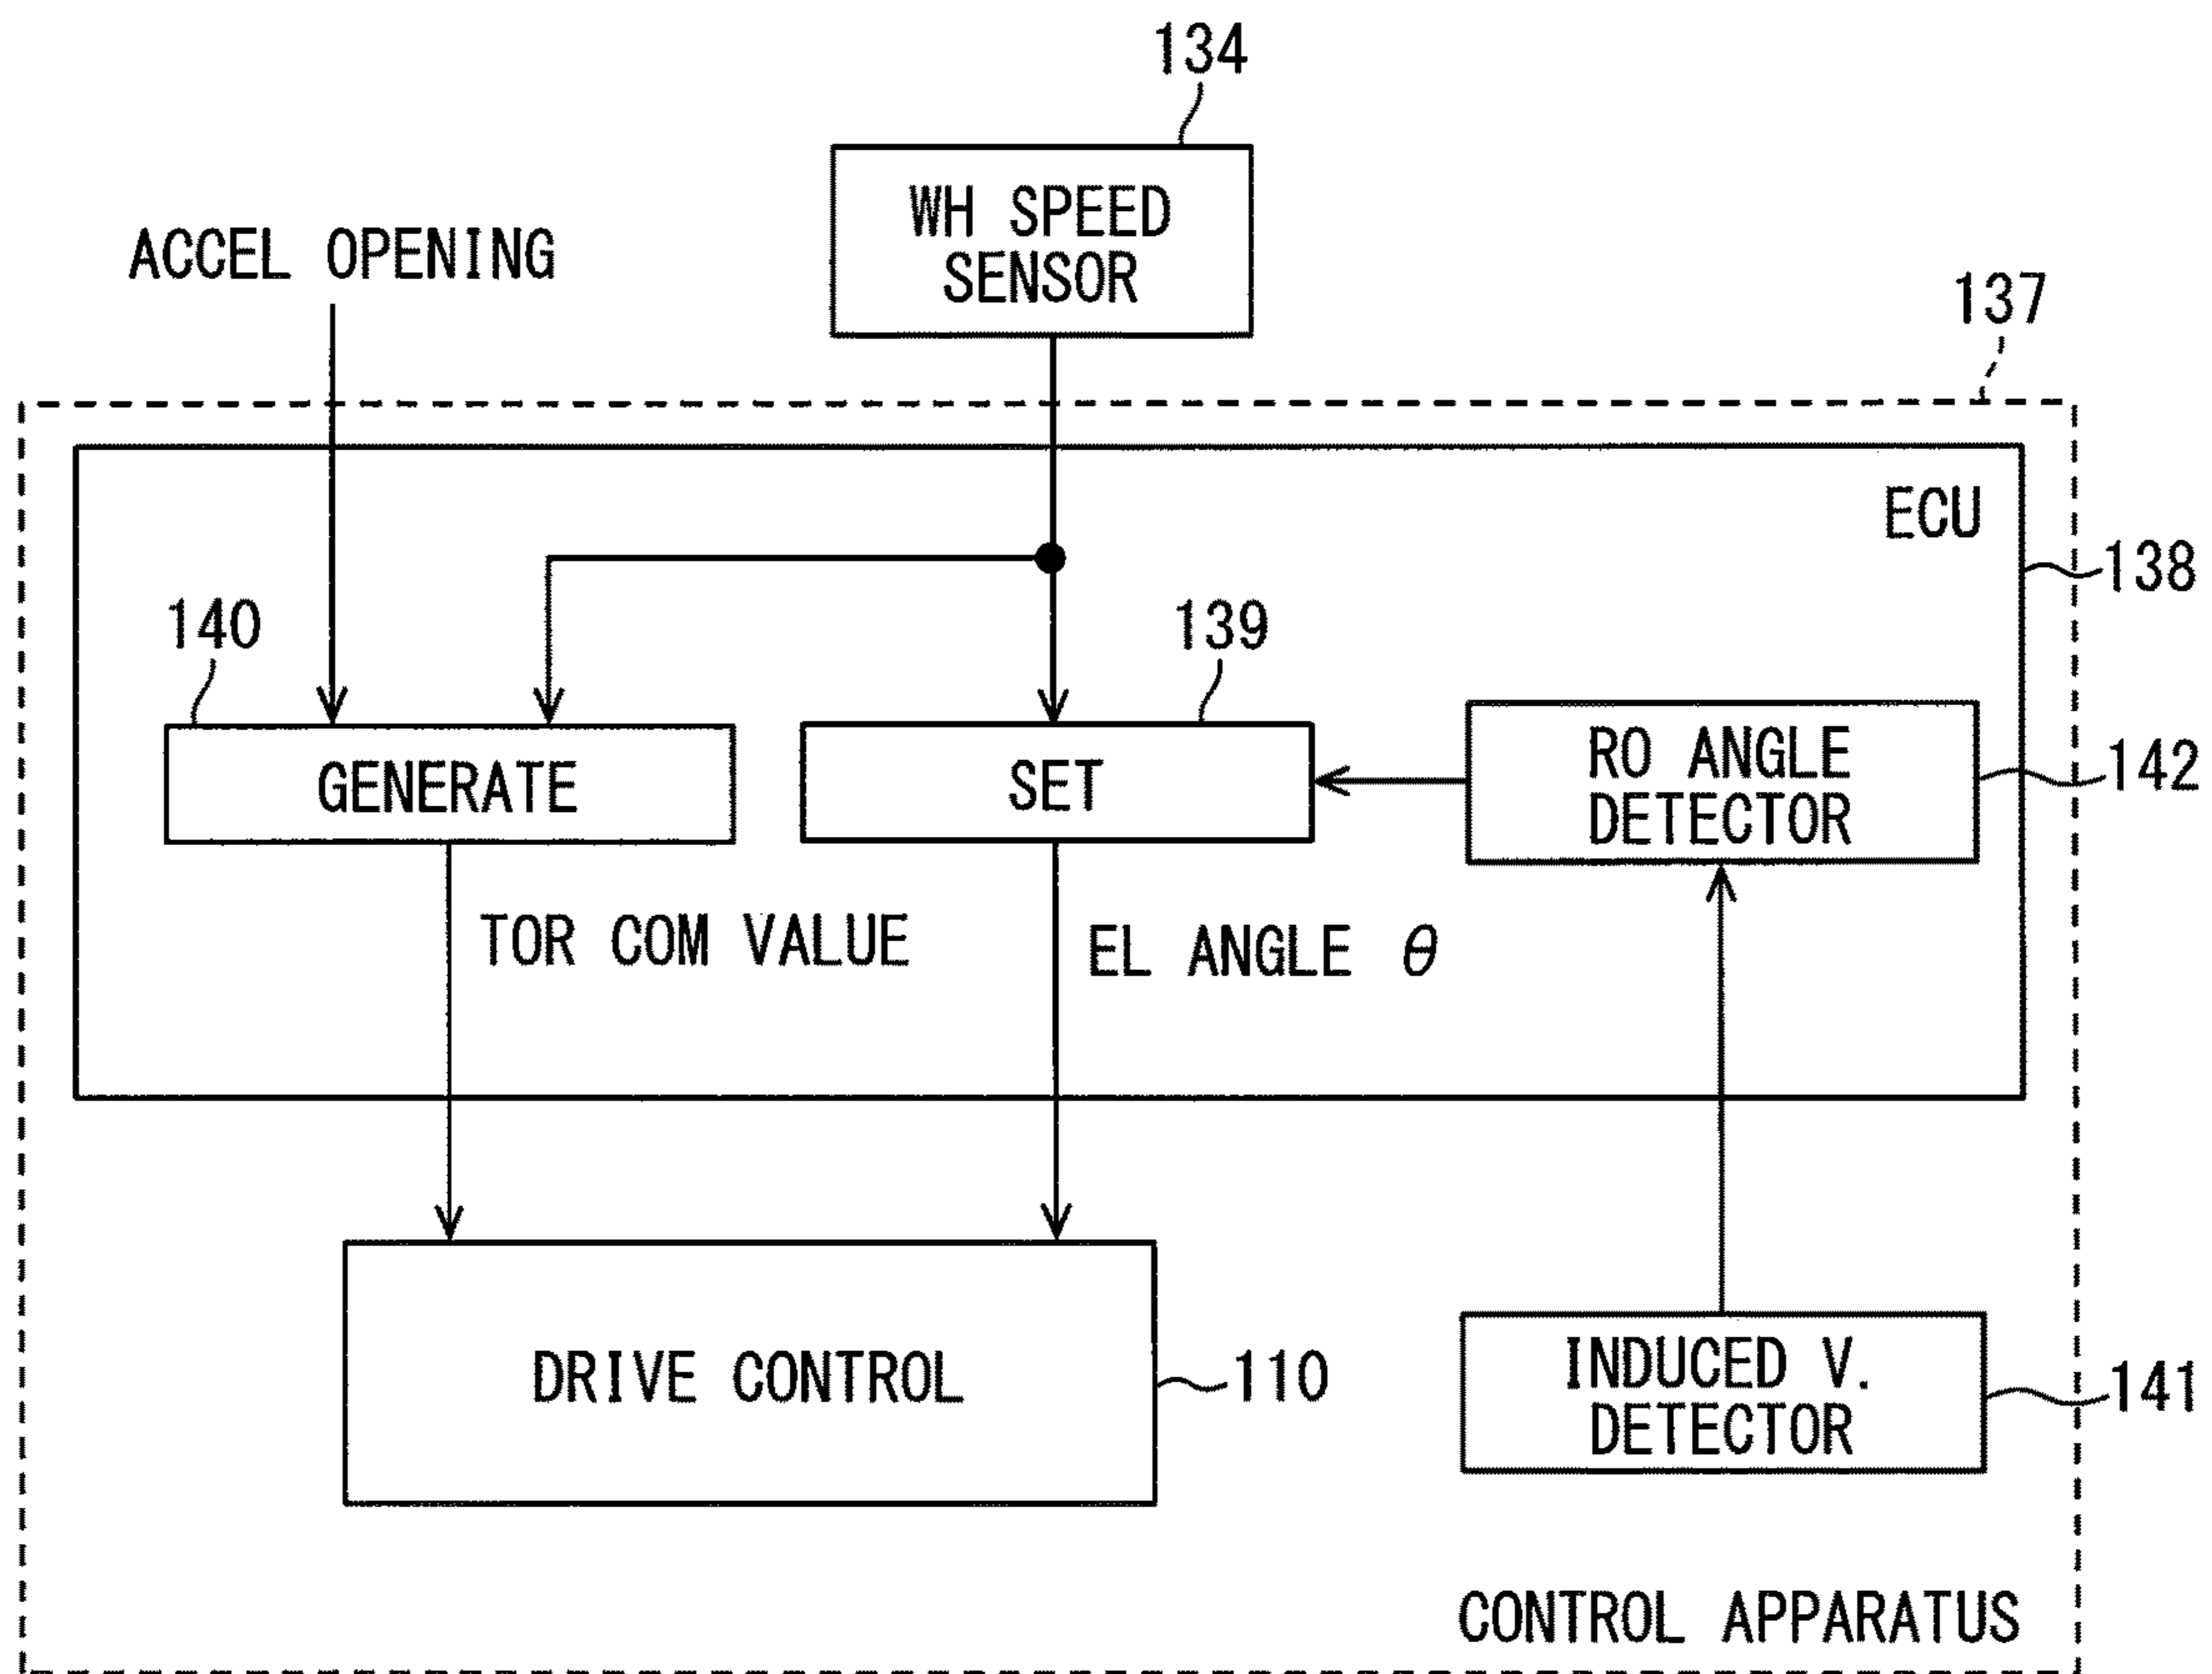 134
WH SPEED
SENSOR
ACCEL OPENING
137
ECU
138
140
139
GENERATE
SET
RO ANGLE
DETECTOR
142
TOR COM VALUE
EL ANGLE θ
DRIVE CONTROL
110
INDUCED V.
DETECTOR
141
CONTROL APPARATUS